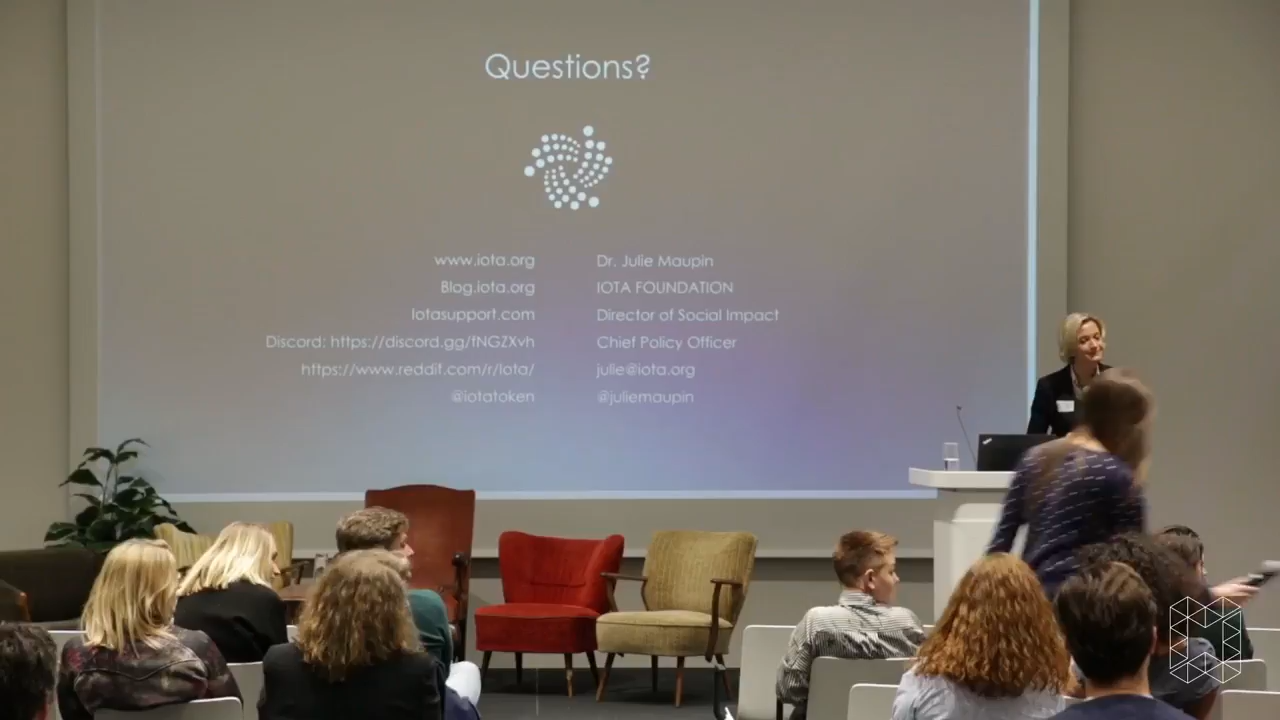 Questions?
www.iota.org
Blog.iota.org
Iotasupport.com
Discord: https://discord.gg/fNGZXvh
https://www.reddit.com/r/Iota/
@iotatoken
Dr. Julie Maupin
IOTA FOUNDATION
Director of Social Impact
Chief Policy Officer
julie@iota.org
@juliemaupin